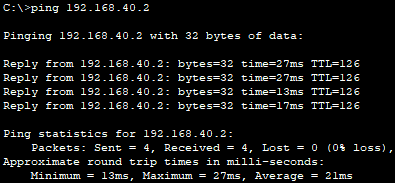 C:\>ping 192.168.40.2
Pinging 192.168.40.2 with 32 bytes of data:
Reply from 192.168.40.2: bytes=32 time=27ms TTL=126
Reply from 192.168.40.2: bytes=32 time=27ms TTL=126
Reply from 192.168.40.2: bytes=32 time=13ms TTL=126
Reply from 192.168.40.2: bytes=32 time=17ms TTL=126
Ping statistics for 192.168.40.2:
Packets: Sent = 4, Received = 4, Lost = 0 (0% loss),
Approximate round trip times in milli-seconds:
Minimum = 13ms, Maximum = 27ms, Average = 21ms